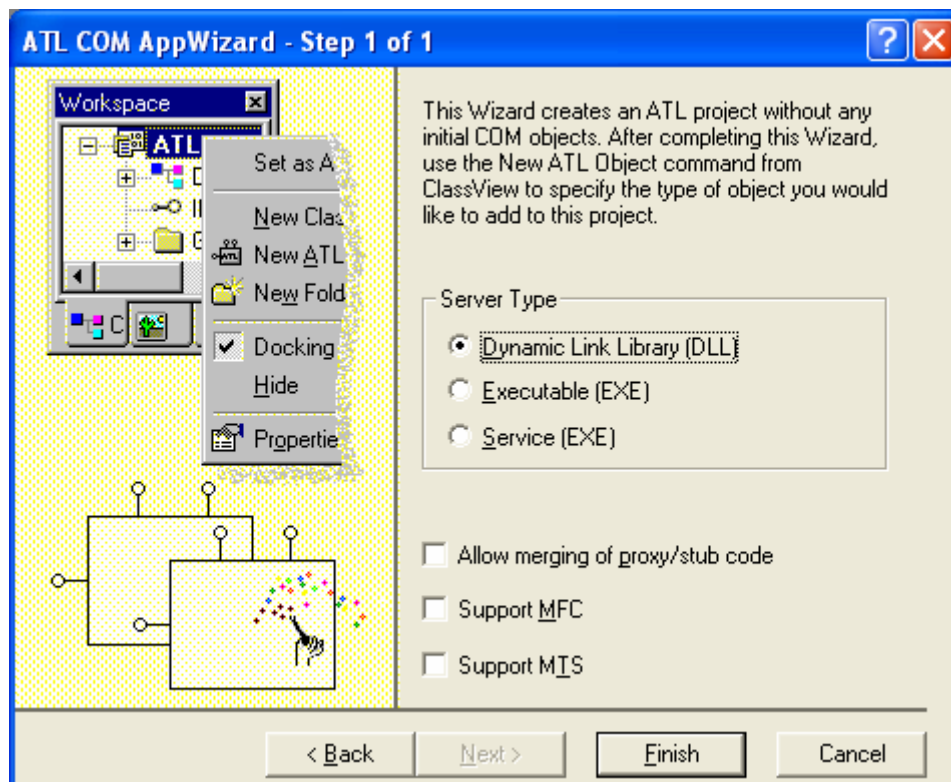 ATL COM AppWizard - Step 1 of 1
Workspace
ATL
Set as A
New Clas
New ATL
New Fold
Docking
Hide
Propertie
C
This Wizard creates an ATL project without any
initial COM objects. After completing this Wizard,
use the New ATL Object command from
ClassView to specify the type of object you would
like to add to this project.
Server Type
Dynamic Link Library (DLL)
Executable (EXE)
Service (EXE)
Allow merging of proxy/stub code
Support MFC
Support MTS
< Back
Next >
Finish
Cancel